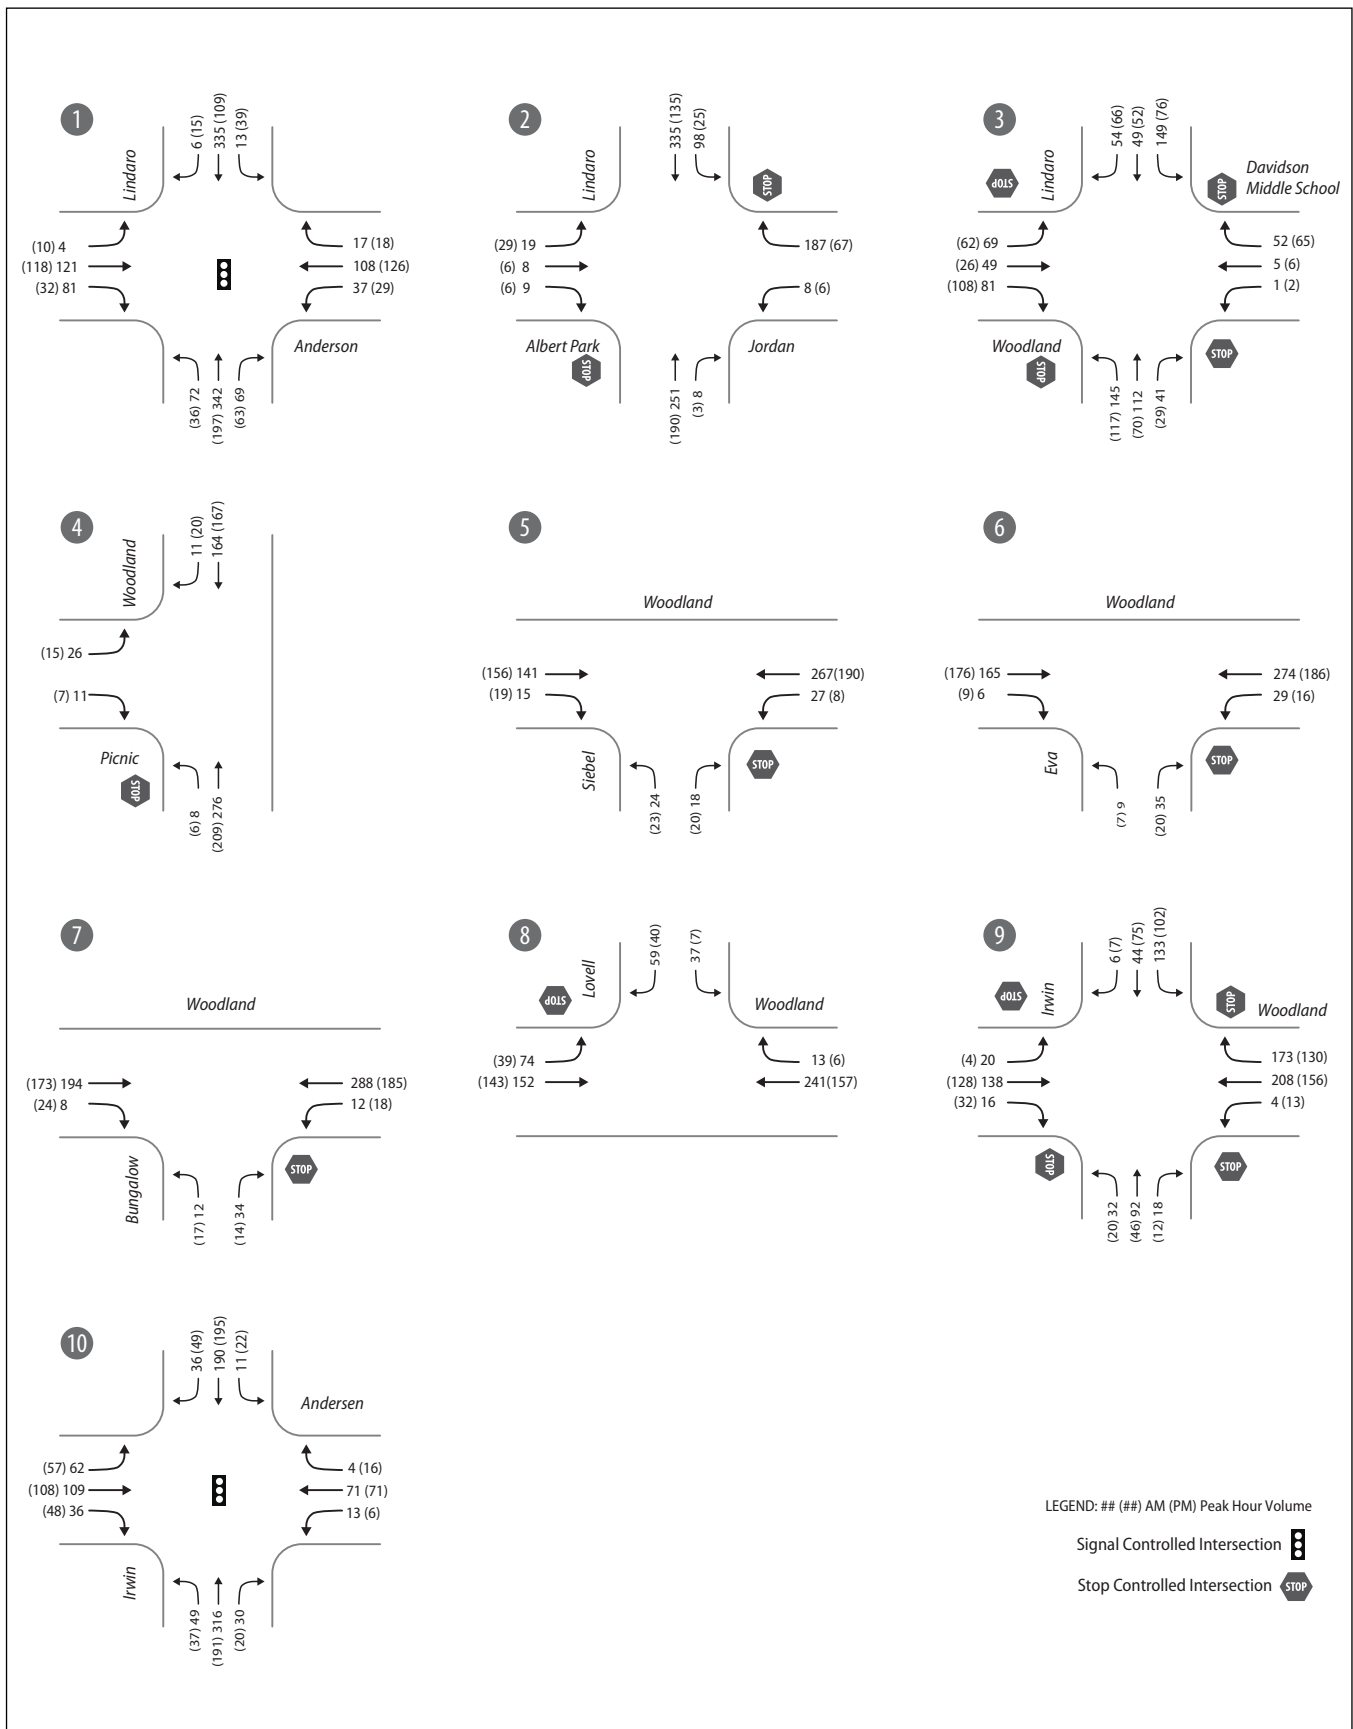 1
Lindaro
6 (15)
335 (109)
13 (39)
(10) 4
(118) 121
(32) 81
17 (18)
108 (126)
37 (29)
Anderson
(36) 72
(197) 342
(63) 69
2
Lindaro
335 (135)
98 (25)
STOP
(29) 19
(6) 8
(6) 9
187 (67)
8 (6)
Albert Park
STOP
Jordan
(190) 251
(3) 8
3
STOP
Lindaro
54 (66)
49 (52)
149 (76)
STOP
Davidson
Middle School
(62) 69
(26) 49
(108) 81
52 (65)
5 (6)
1 (2)
Woodland
STOP
STOP
(117) 145
(70) 112
(29) 41
4
Woodland
11 (20)
164 (167)
(15) 26
(7) 11
Picnic
STOP
(6) 8
(209) 276
5
Woodland
(156) 141
(19) 15
267(190)
27 (8)
Siebel
STOP
(23) 24
(20) 18
6
Woodland
(176) 165
(9) 6
274 (186)
29 (16)
Eva
STOP
(7) 9
(20) 35
7
Woodland
(173) 194
(24) 8
288 (185)
12 (18)
Bungalow
STOP
(17) 12
(14) 34
8
STOP
Lovell
59 (40)
37 (7)
Woodland
(39) 74
(143) 152
13 (6)
241(157)
9
STOP
Irwin
6 (7)
44 (75)
133 (102)
STOP
Woodland
(4) 20
(128) 138
(32) 16
173 (130)
208 (156)
4 (13)
STOP
STOP
(20) 32
(46) 92
(12) 18
10
36 (49)
190 (195)
11 (22)
Andersen
(57) 62
(108) 109
(48) 36
4 (16)
71 (71)
13 (6)
Irwin
(37) 49
(191) 316
(20) 30
LEGEND: ## (##) AM (PM) Peak Hour Volume
Signal Controlled Intersection
Stop Controlled Intersection STOP